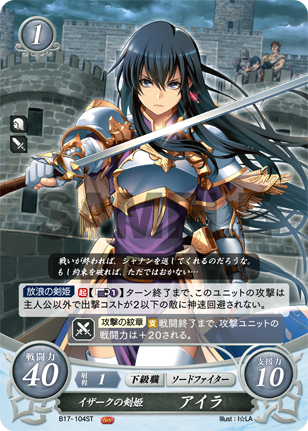 1
SAMPLE
戦いが終われば、シャナンを返してくれるのだろうな。
もし約束を破れば、ただではおかない…
放浪の剣姫 起【1】ターン終了まで、このユニットの攻撃は
主人公以外で出撃コストが2以下の敵に神速回避されない。
攻撃の紋章 支 戦闘終了まで、攻撃ユニットの
戦闘力は+20される。
戦闘力
40
射程 1 下級職 ソードファイター
支援力
10
イザークの剣姫 アイラ
B17-104ST